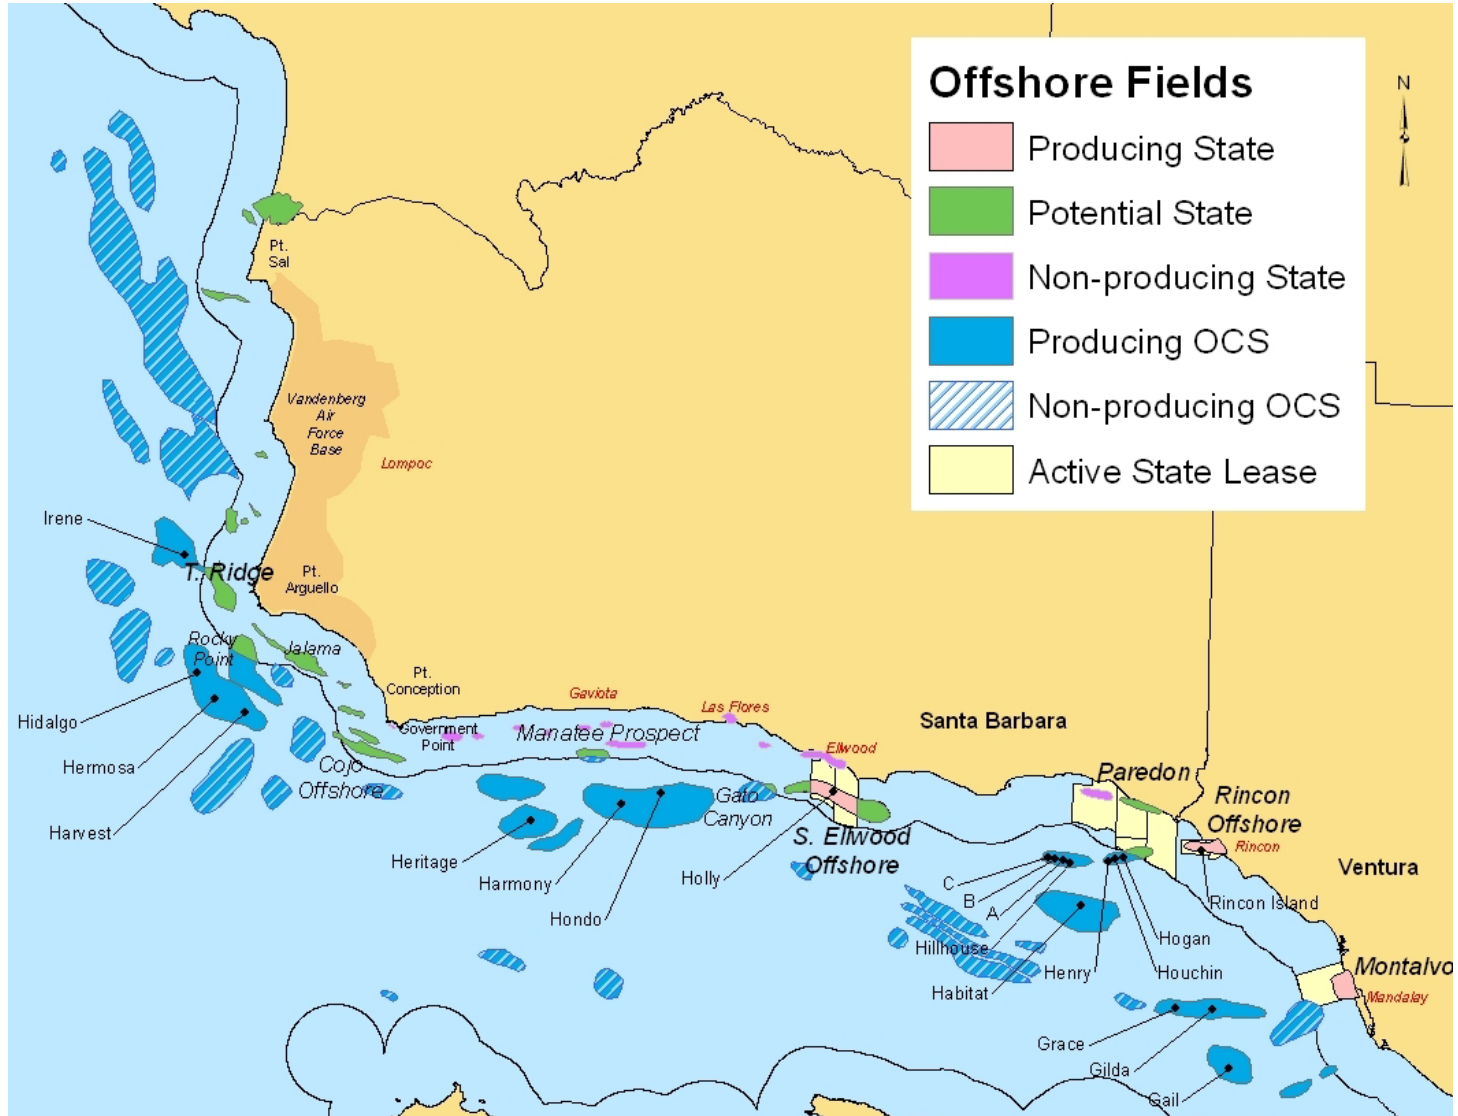 Offshore Fields
Producing State
Potential State
Non-producing State
Producing OCS
Non-producing OCS
Active State Lease
N
Pt.
Sal
Vandenberg
Air
Force
Base
Lompoc
Irene
T. Ridge
Pt.
Arguello
Rocky
Point
Jalama
Pt.
Conception
Hidalgo
Hermosa
Harvest
Government
Point
Gaviota
Manatee Prospect
Las Flores
Ellwood
Santa Barbara
Cojo
Offshore
Gato
Canyon
S. Ellwood
Offshore
Heritage
Harmony
Hondo
Holly
Paredon
Rincon
Offshore
Rincon
Ventura
C
B
A
Hillhouse
Henry
Habitat
Hogan
Houchin
Rincon Island
Montalvo
Mandalay
Grace
Gilda
Gail